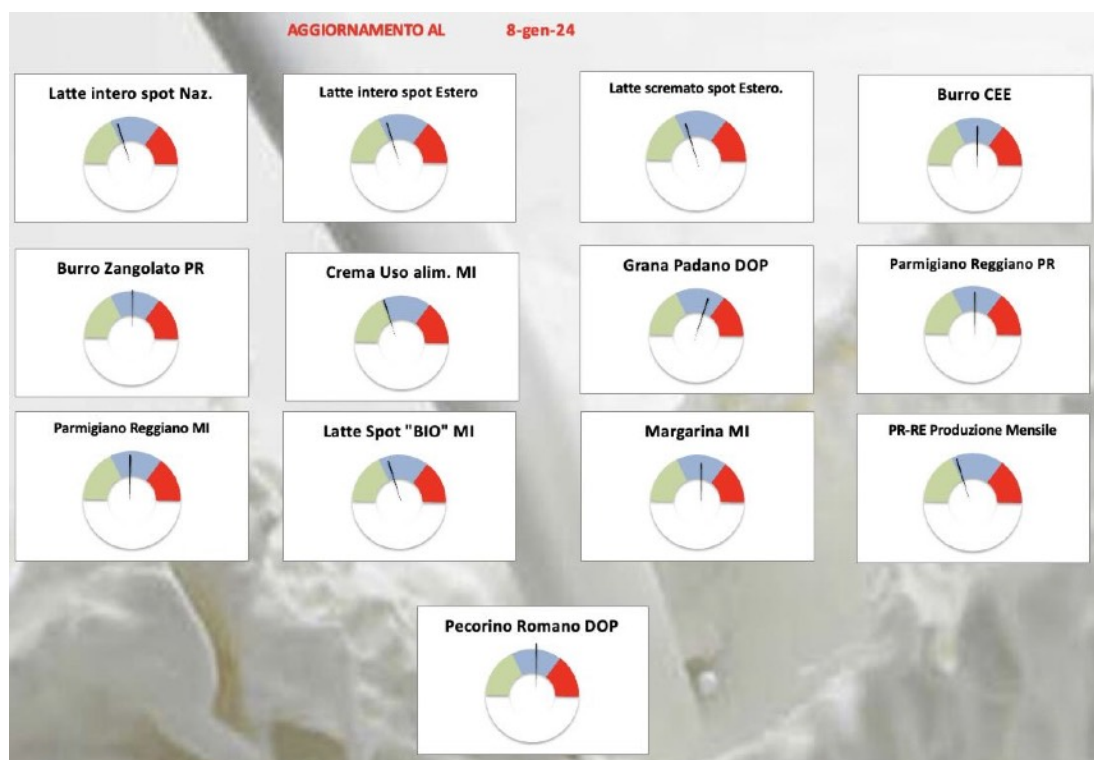 AGGIORNAMENTO AL 8-gen-24
Latte intero spot Naz.
Latte intero spot Estero
Latte scremato spot Estero.
Burro CEE
Burro Zangolato PR
Crema Uso alim. MI
Grana Padano DOP
Parmigiano Reggiano PR
Parmigiano Reggiano MI
Latte Spot "BIO" MI
Margarina MI
PR-RE Produzione Mensile
Pecorino Romano DOP